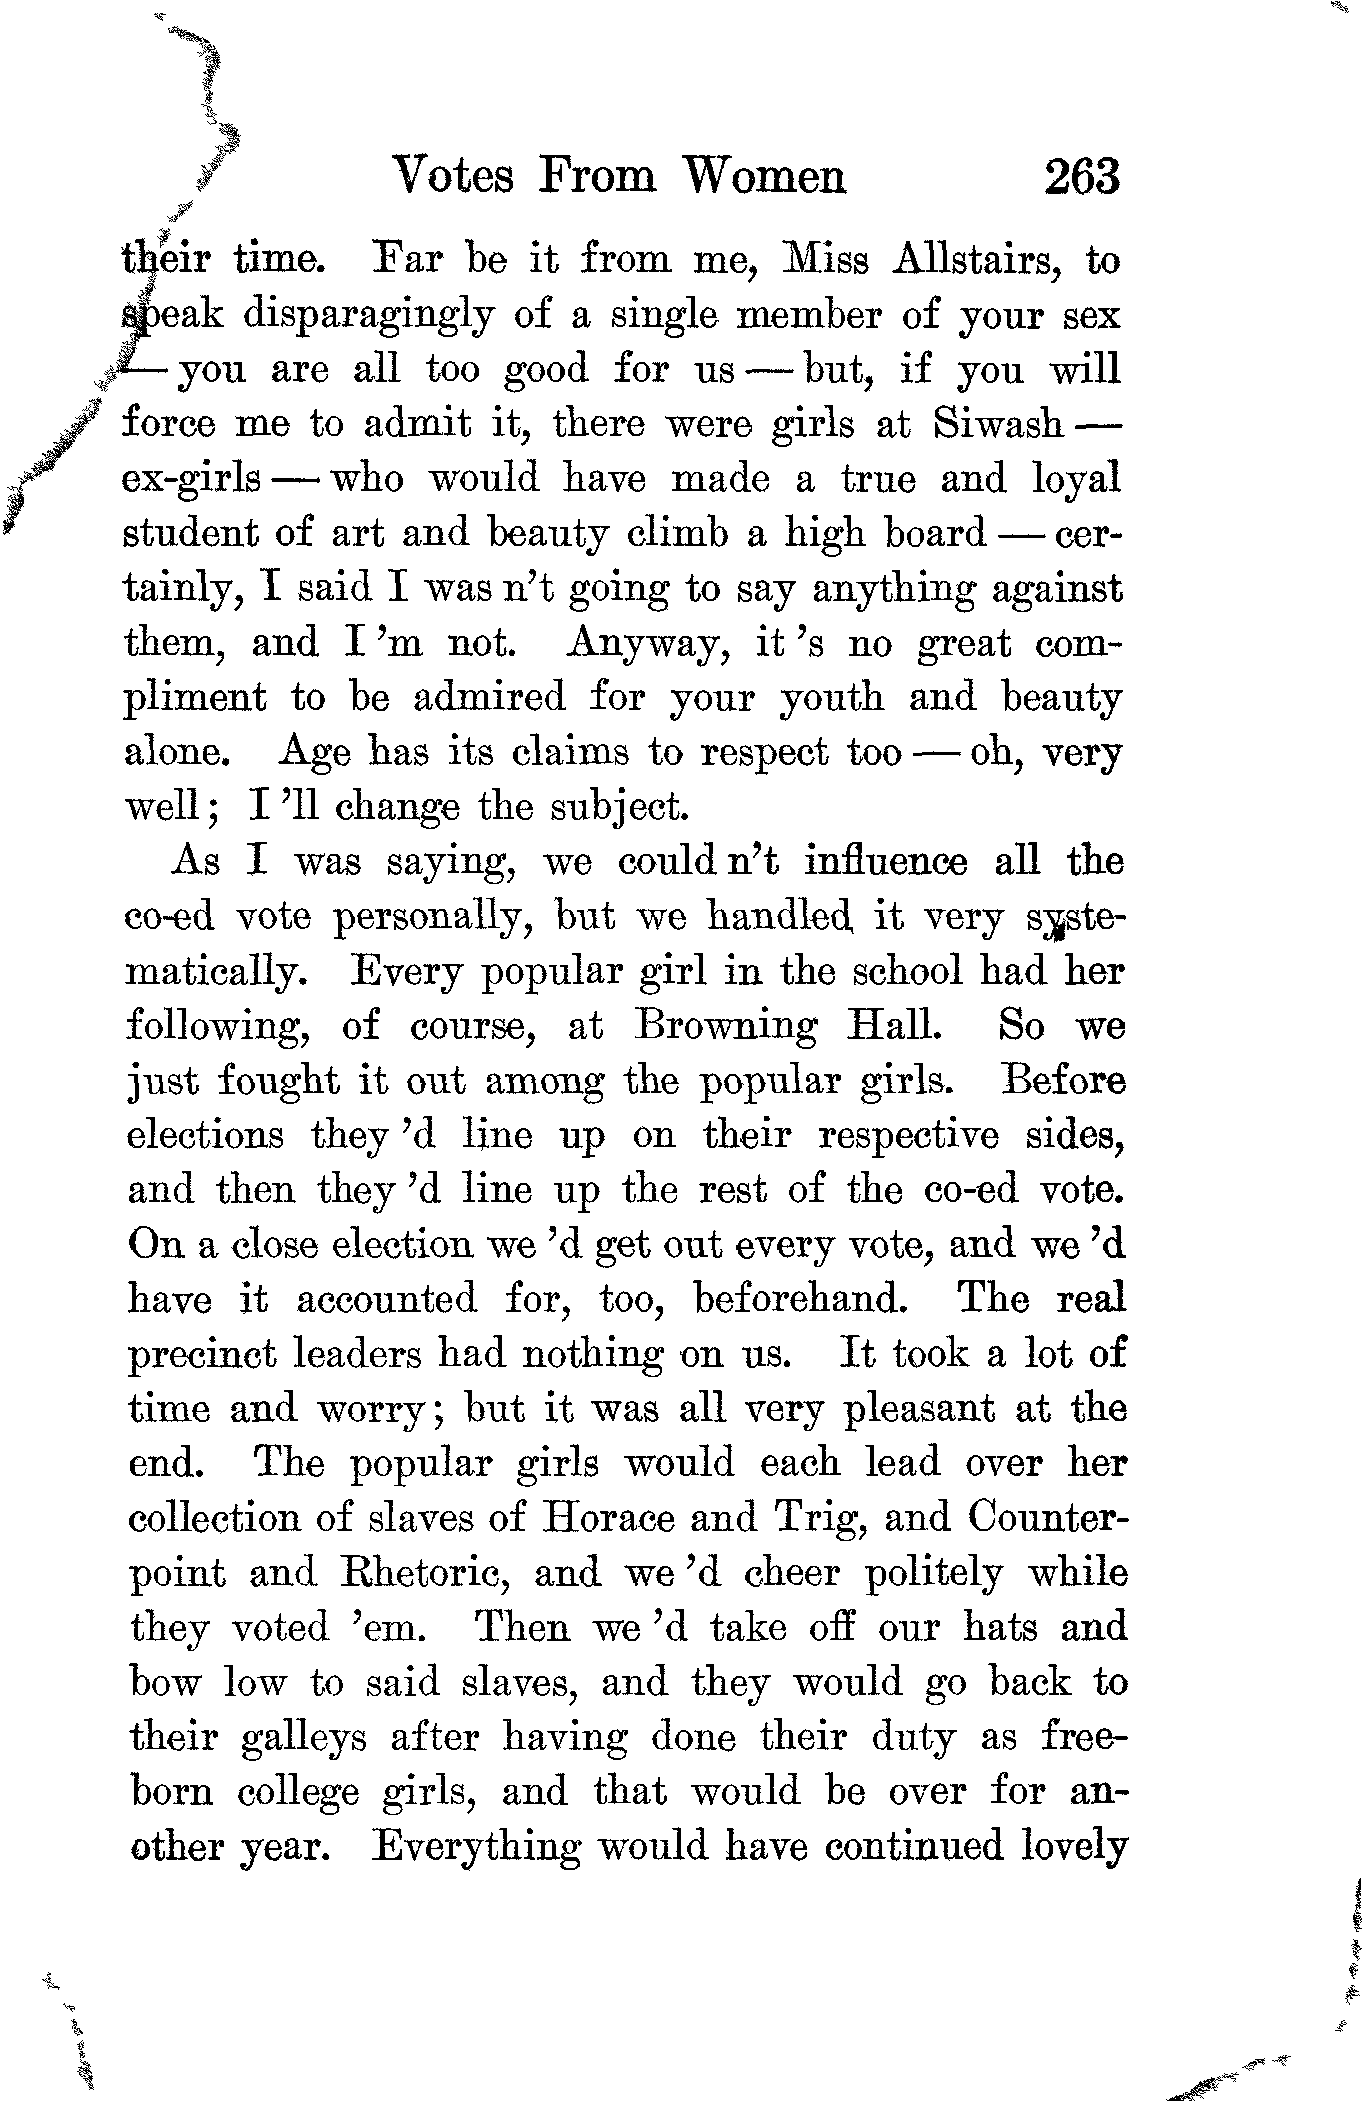 Votes From Women 263
their time. Far be it from me, Miss Allstairs, to
speak disparagingly of a single member of your sex
— you are all too good for us — but, if you will
force me to admit it, there were girls at Siwash —
ex-girls — who would have made a true and loyal
student of art and beauty climb a high board — cer-
tainly, I said I was n't going to say anything against
them, and I 'm not. Anyway, it 's no great com-
pliment to be admired for your youth and beauty
alone. Age has its claims to respect too — oh, very
well; I 'll change the subject.
As I was saying, we could n't influence all the
co-ed vote personally, but we handled it very syste-
matically. Every popular girl in the school had her
following, of course, at Browning Hall. So we
just fought it out among the popular girls. Before
elections they 'd line up on their respective sides,
and then they 'd line up the rest of the co-ed vote.
On a close election we 'd get out every vote, and we 'd
have it accounted for, too, beforehand. The real
precinct leaders had nothing on us. It took a lot of
time and worry; but it was all very pleasant at the
end. The popular girls would each lead over her
collection of slaves of Horace and Trig, and Counter-
point and Rhetoric, and we 'd cheer politely while
they voted 'em. Then we 'd take off our hats and
bow low to said slaves, and they would go back to
their galleys after having done their duty as free-
born college girls, and that would be over for an-
other year. Everything would have continued lovely